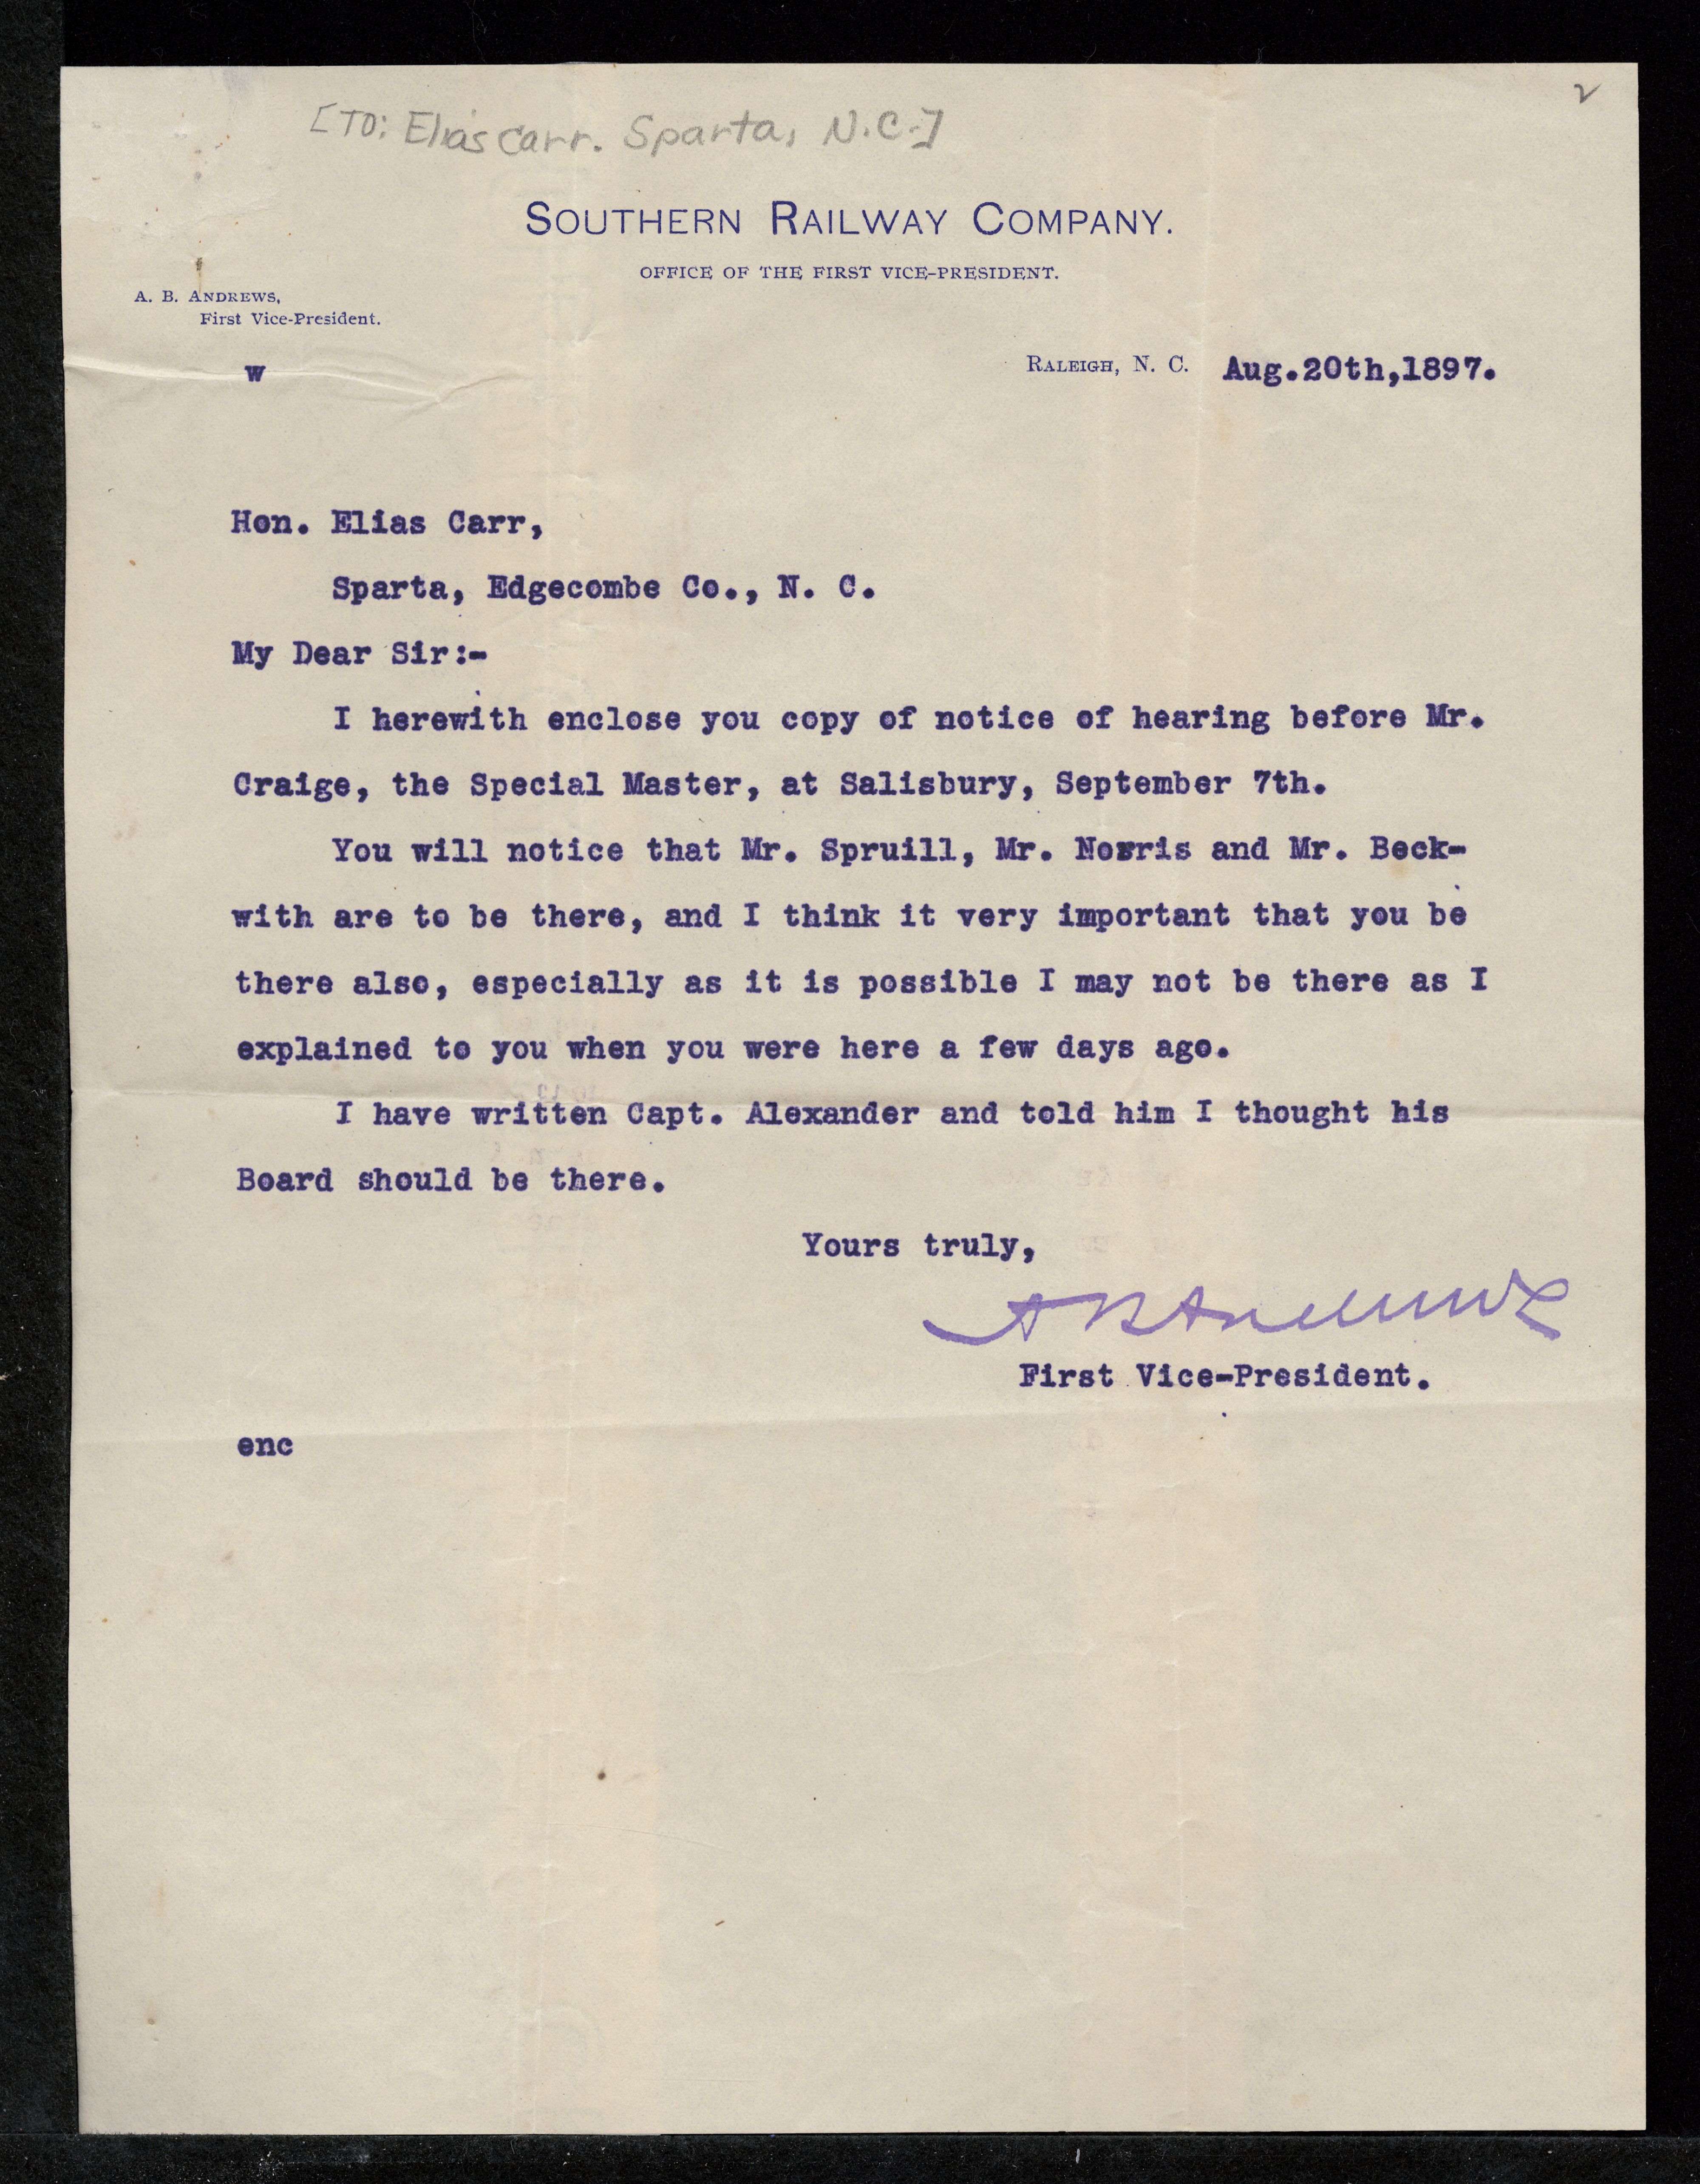 2
[TO: Elias Carr. Sparta, N.C.]
SOUTHERN RAILWAY COMPANY.
OFFICE OF THE FIRST VICE-PRESIDENT.
A. B. ANDREWS,
First Vice-President.
w
RALEIGH, N. C. Aug.20th,1897.
Hon. Elias Carr,
Sparta, Edgecombe Co., N. C.
My Dear Sir:-
I herewith enclose you copy of notice of hearing before Mr.
Craige, the Special Master, at Salisbury, September 7th.
You will notice that Mr. Spruill, Mr. Norris and Mr. Beck-
with are to be there, and I think it very important that you be
there also, especially as it is possible I may not be there as I
explained to you when you were here a few days ago.
I have written Capt. Alexander and told him I thought his
Board should be there.
Yours truly,
A B Andrews
First Vice-President.
enc